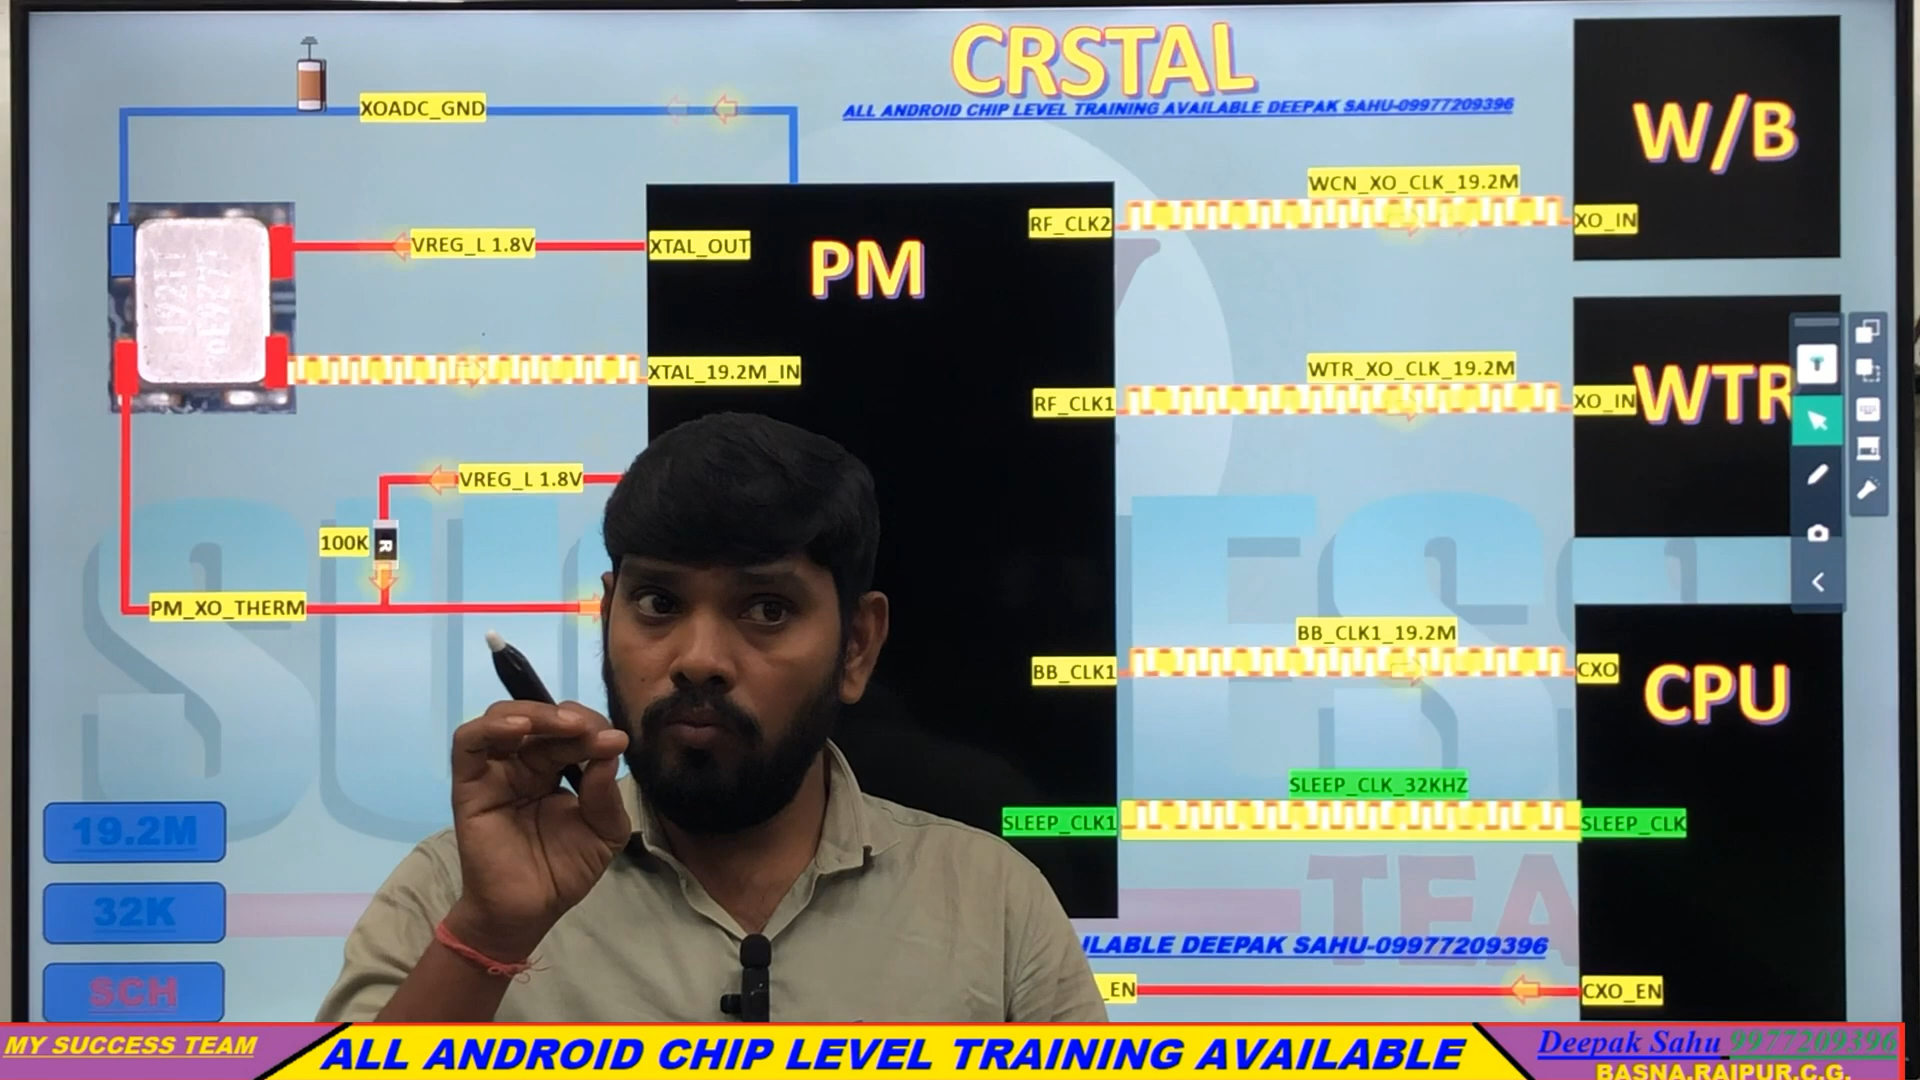 CRSTAL
ALL ANDROID CHIP LEVEL TRAINING AVAILABLE DEEPAK SAHU-09977209396
XOADC_GND
W/B
WCN_XO_CLK_19.2M
RF_CLK2
XO_IN
VREG_L 1.8V
XTAL_OUT
PM
XTAL_19.2M_IN
WTR_XO_CLK_19.2M
RF_CLK1
XO_IN
WTR
VREG_L 1.8V
100K
R
PM_XO_THERM
BB_CLK1_19.2M
BB_CLK1
CXO
CPU
SLEEP_CLK_32KHZ
SLEEP_CLK1
SLEEP_CLK
19.2M
32K
SCH
TEA
DEEPAK SAHU-09977209396
_EN
CXO_EN
MY SUCCESS TEAM
ALL ANDROID CHIP LEVEL TRAINING AVAILABLE
Deepak Sahu 9977209396
BASNA,RAIPUR,C.G.